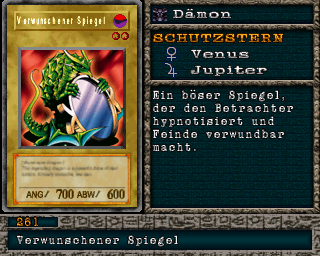 Verwunschener Spiegel
ANG/ 700 ABW/ 600
Dämon
SCHUTZSTERN
Venus
Jupiter
Ein böser Spiegel,
der den Betrachter
hypnotisiert und
Feinde verwundbar
macht.
261
Verwunschener Spiegel